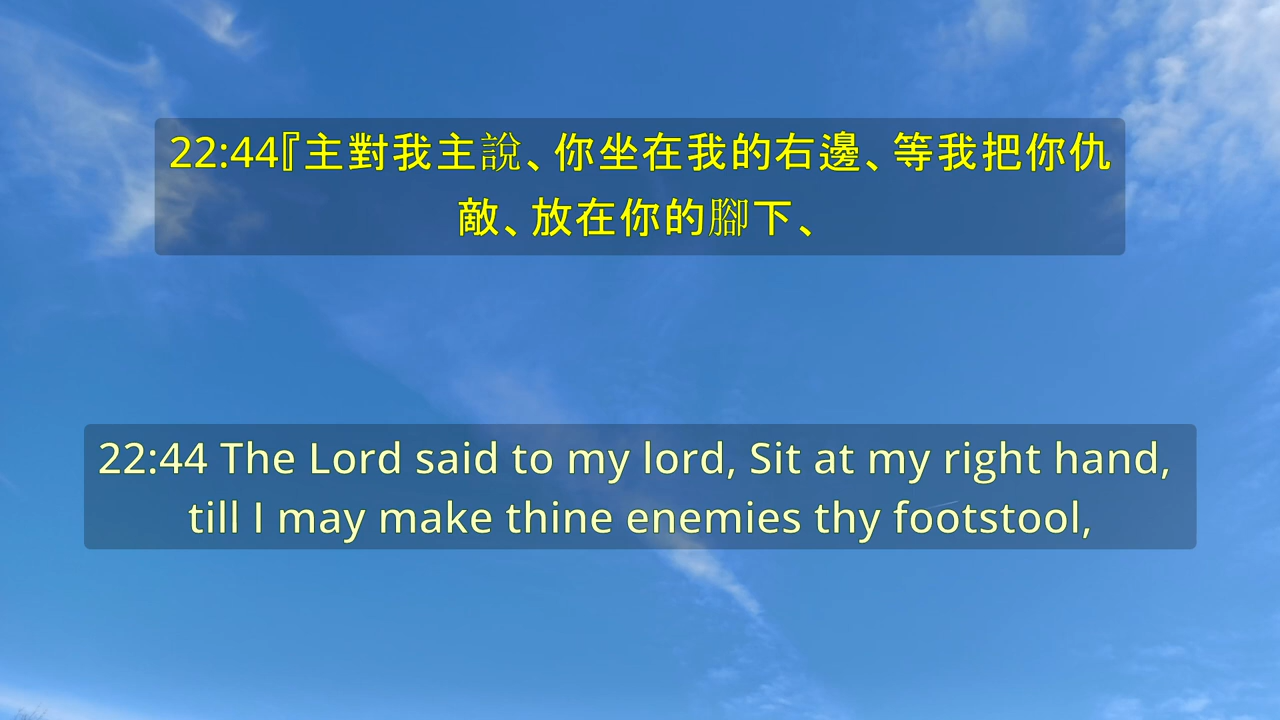 22:44『主對我主說、你坐在我的右邊、等我把你仇
敵、放在你的腳下、
22:44 The Lord said to my lord, Sit at my right hand,
till I may make thine enemies thy footstool,